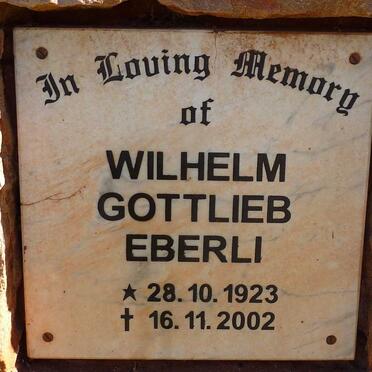 In Loving Memory
of
WILHELM
GOTTLIEB
EBERLI
★ 28.10.1923
† 16.11.2002